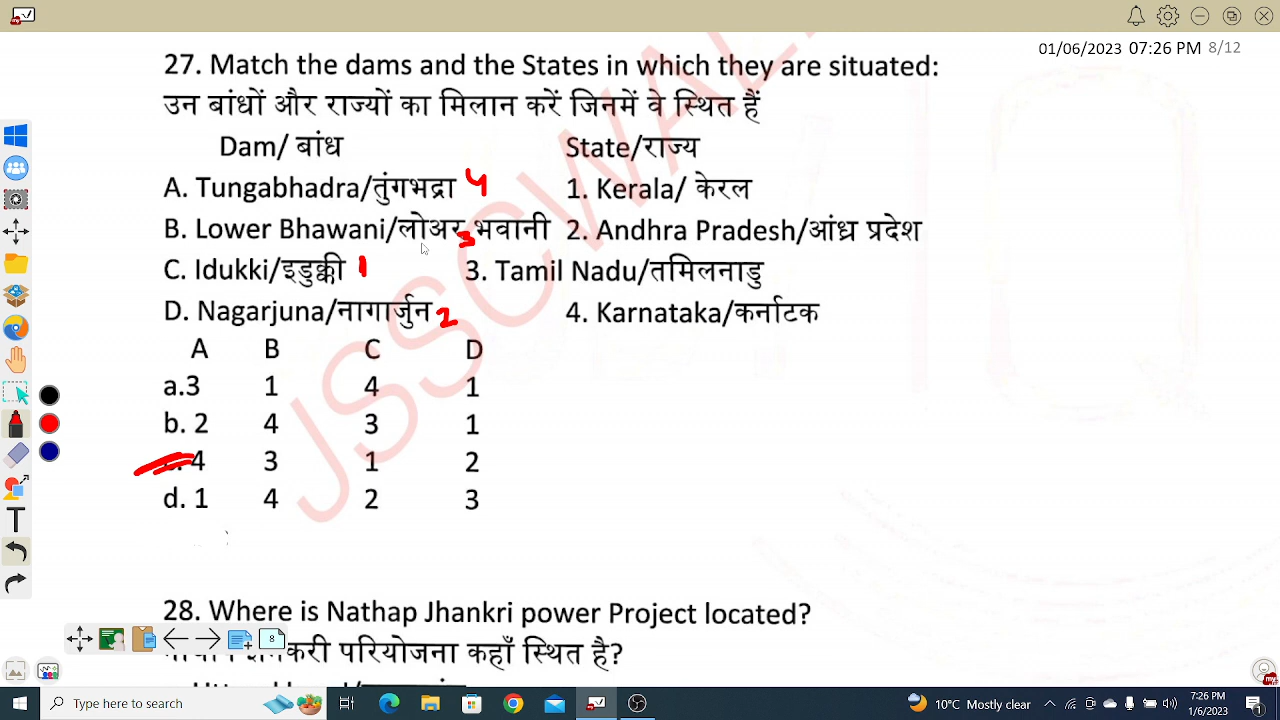 01/06/2023 07:26 PM 8/12
27. Match the dams and the States in which they are situated:
उन बांधों और राज्यों का मिलान करें जिनमें वे स्थित हैं
Dam/ बांध State/राज्य
A. Tungabhadra/तुंगभद्रा 4 1. Kerala/ केरल
B. Lower Bhawani/लोअर भवानी 3 2. Andhra Pradesh/आंध्र प्रदेश
C. Idukki/इडुक्की 1 3. Tamil Nadu/तमिलनाडु
D. Nagarjuna/नागार्जुन 2 4. Karnataka/कर्नाटक
A B C D
a.3 1 4 1
b. 2 4 3 1
4 3 1 2
d. 1 4 2 3
28. Where is Nathap Jhankri power Project located?
परियोजना कहाँ स्थित है?
JSSCWAL
T
8
Type here to search
10°C Mostly clear
7:26 PM
1/6/2023